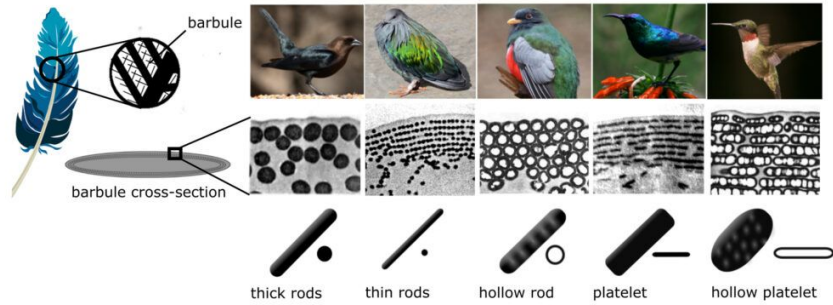 barbule
barbule cross-section
thick rods
thin rods
hollow rod
platelet
hollow platelet